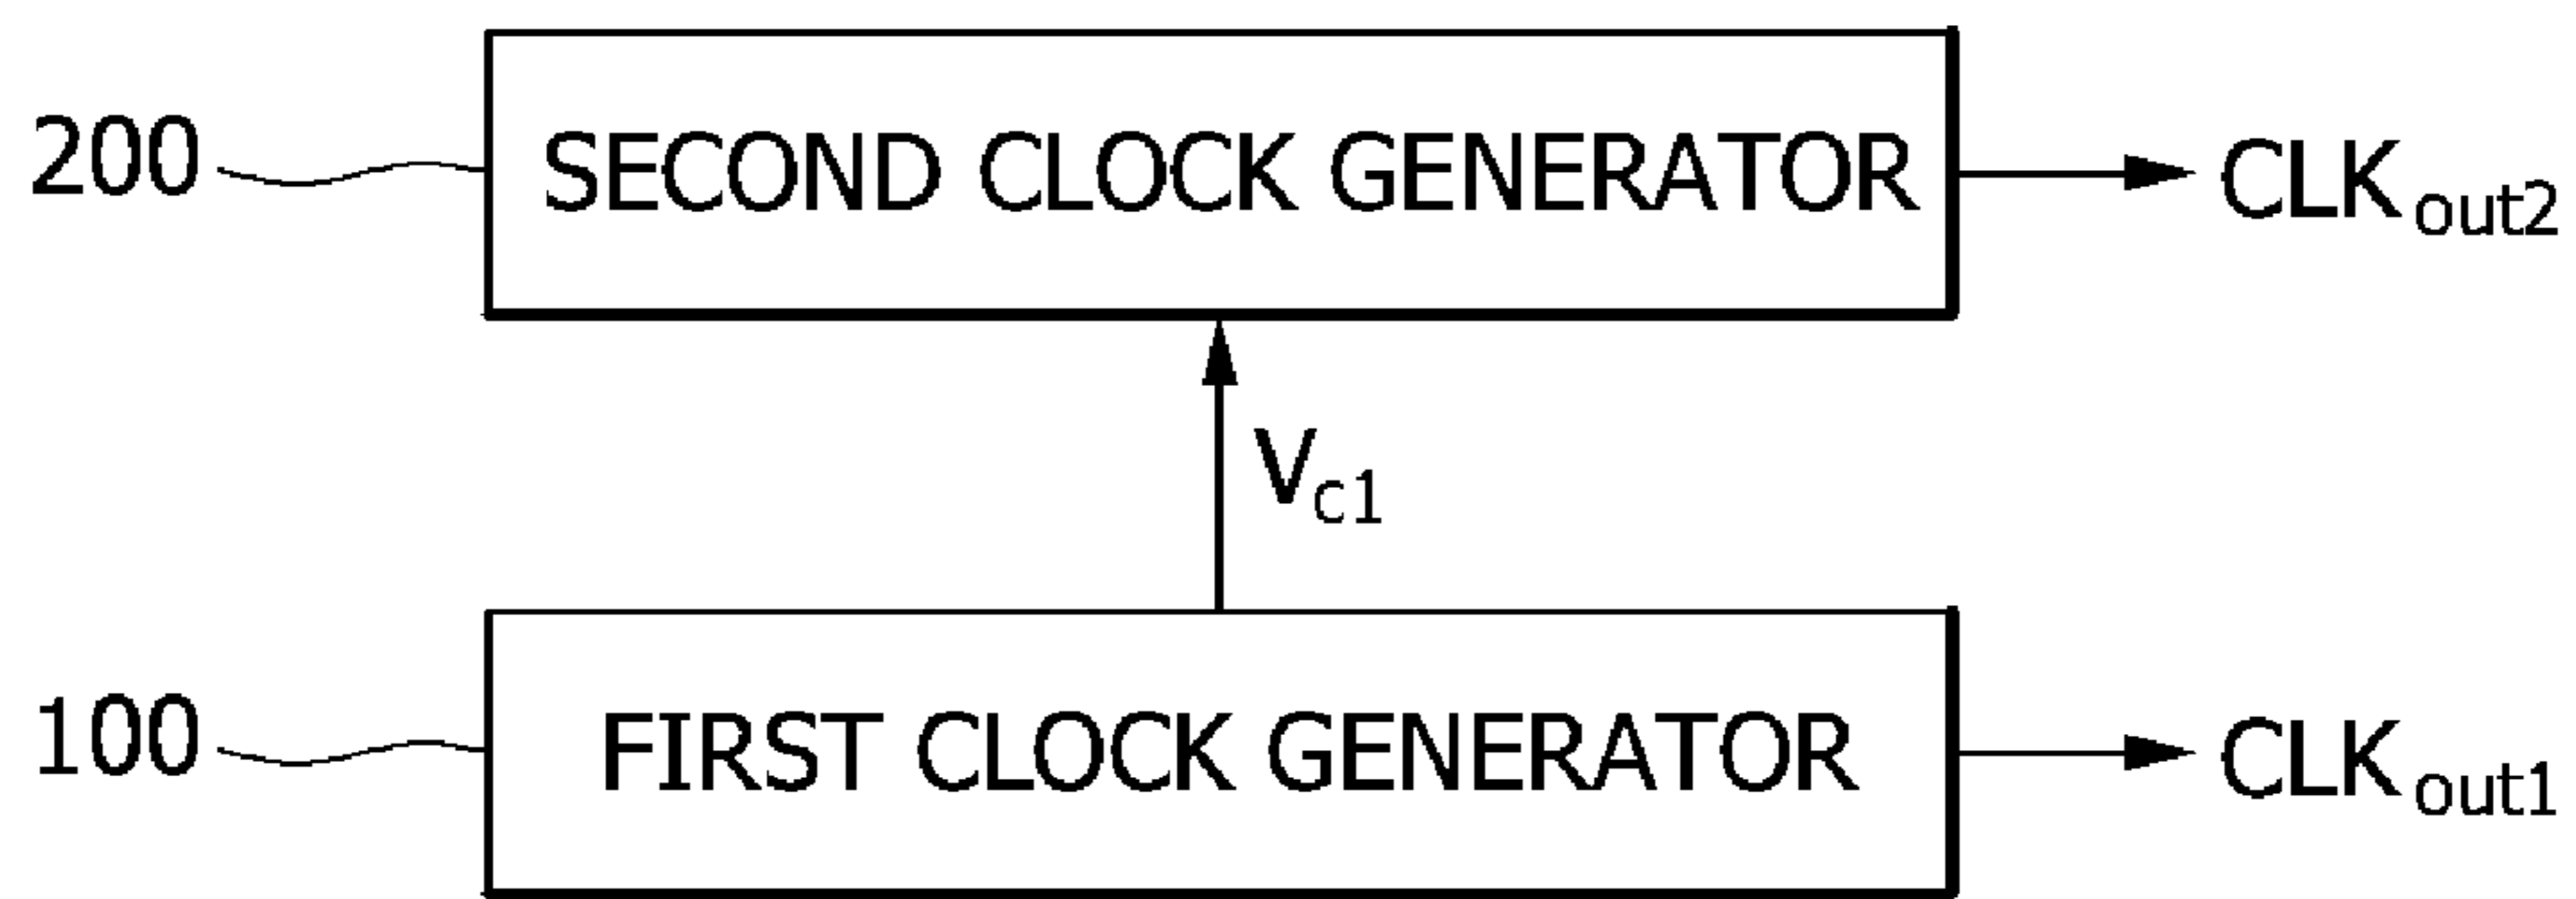 200 SECOND CLOCK GENERATOR CLKout2
Vc1
100 FIRST CLOCK GENERATOR CLKout1